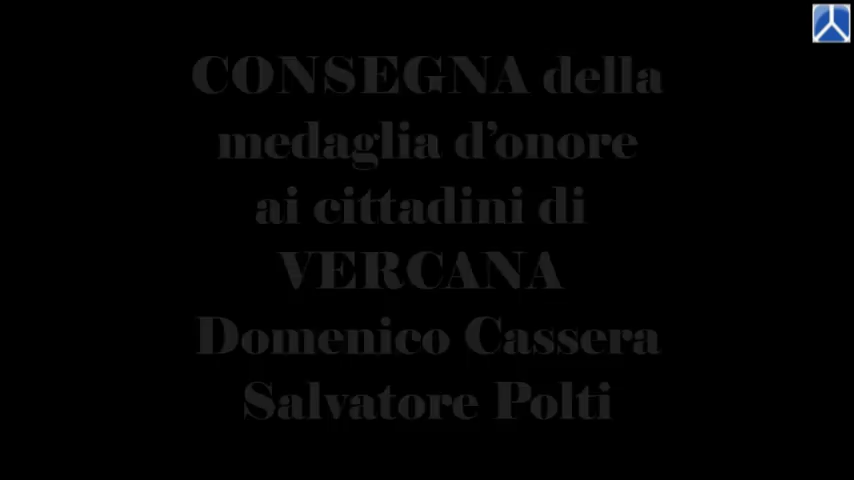 CONSEGNA della
medaglia d’onore
ai cittadini di
VERCANA
Domenico Cassera
Salvatore Polti